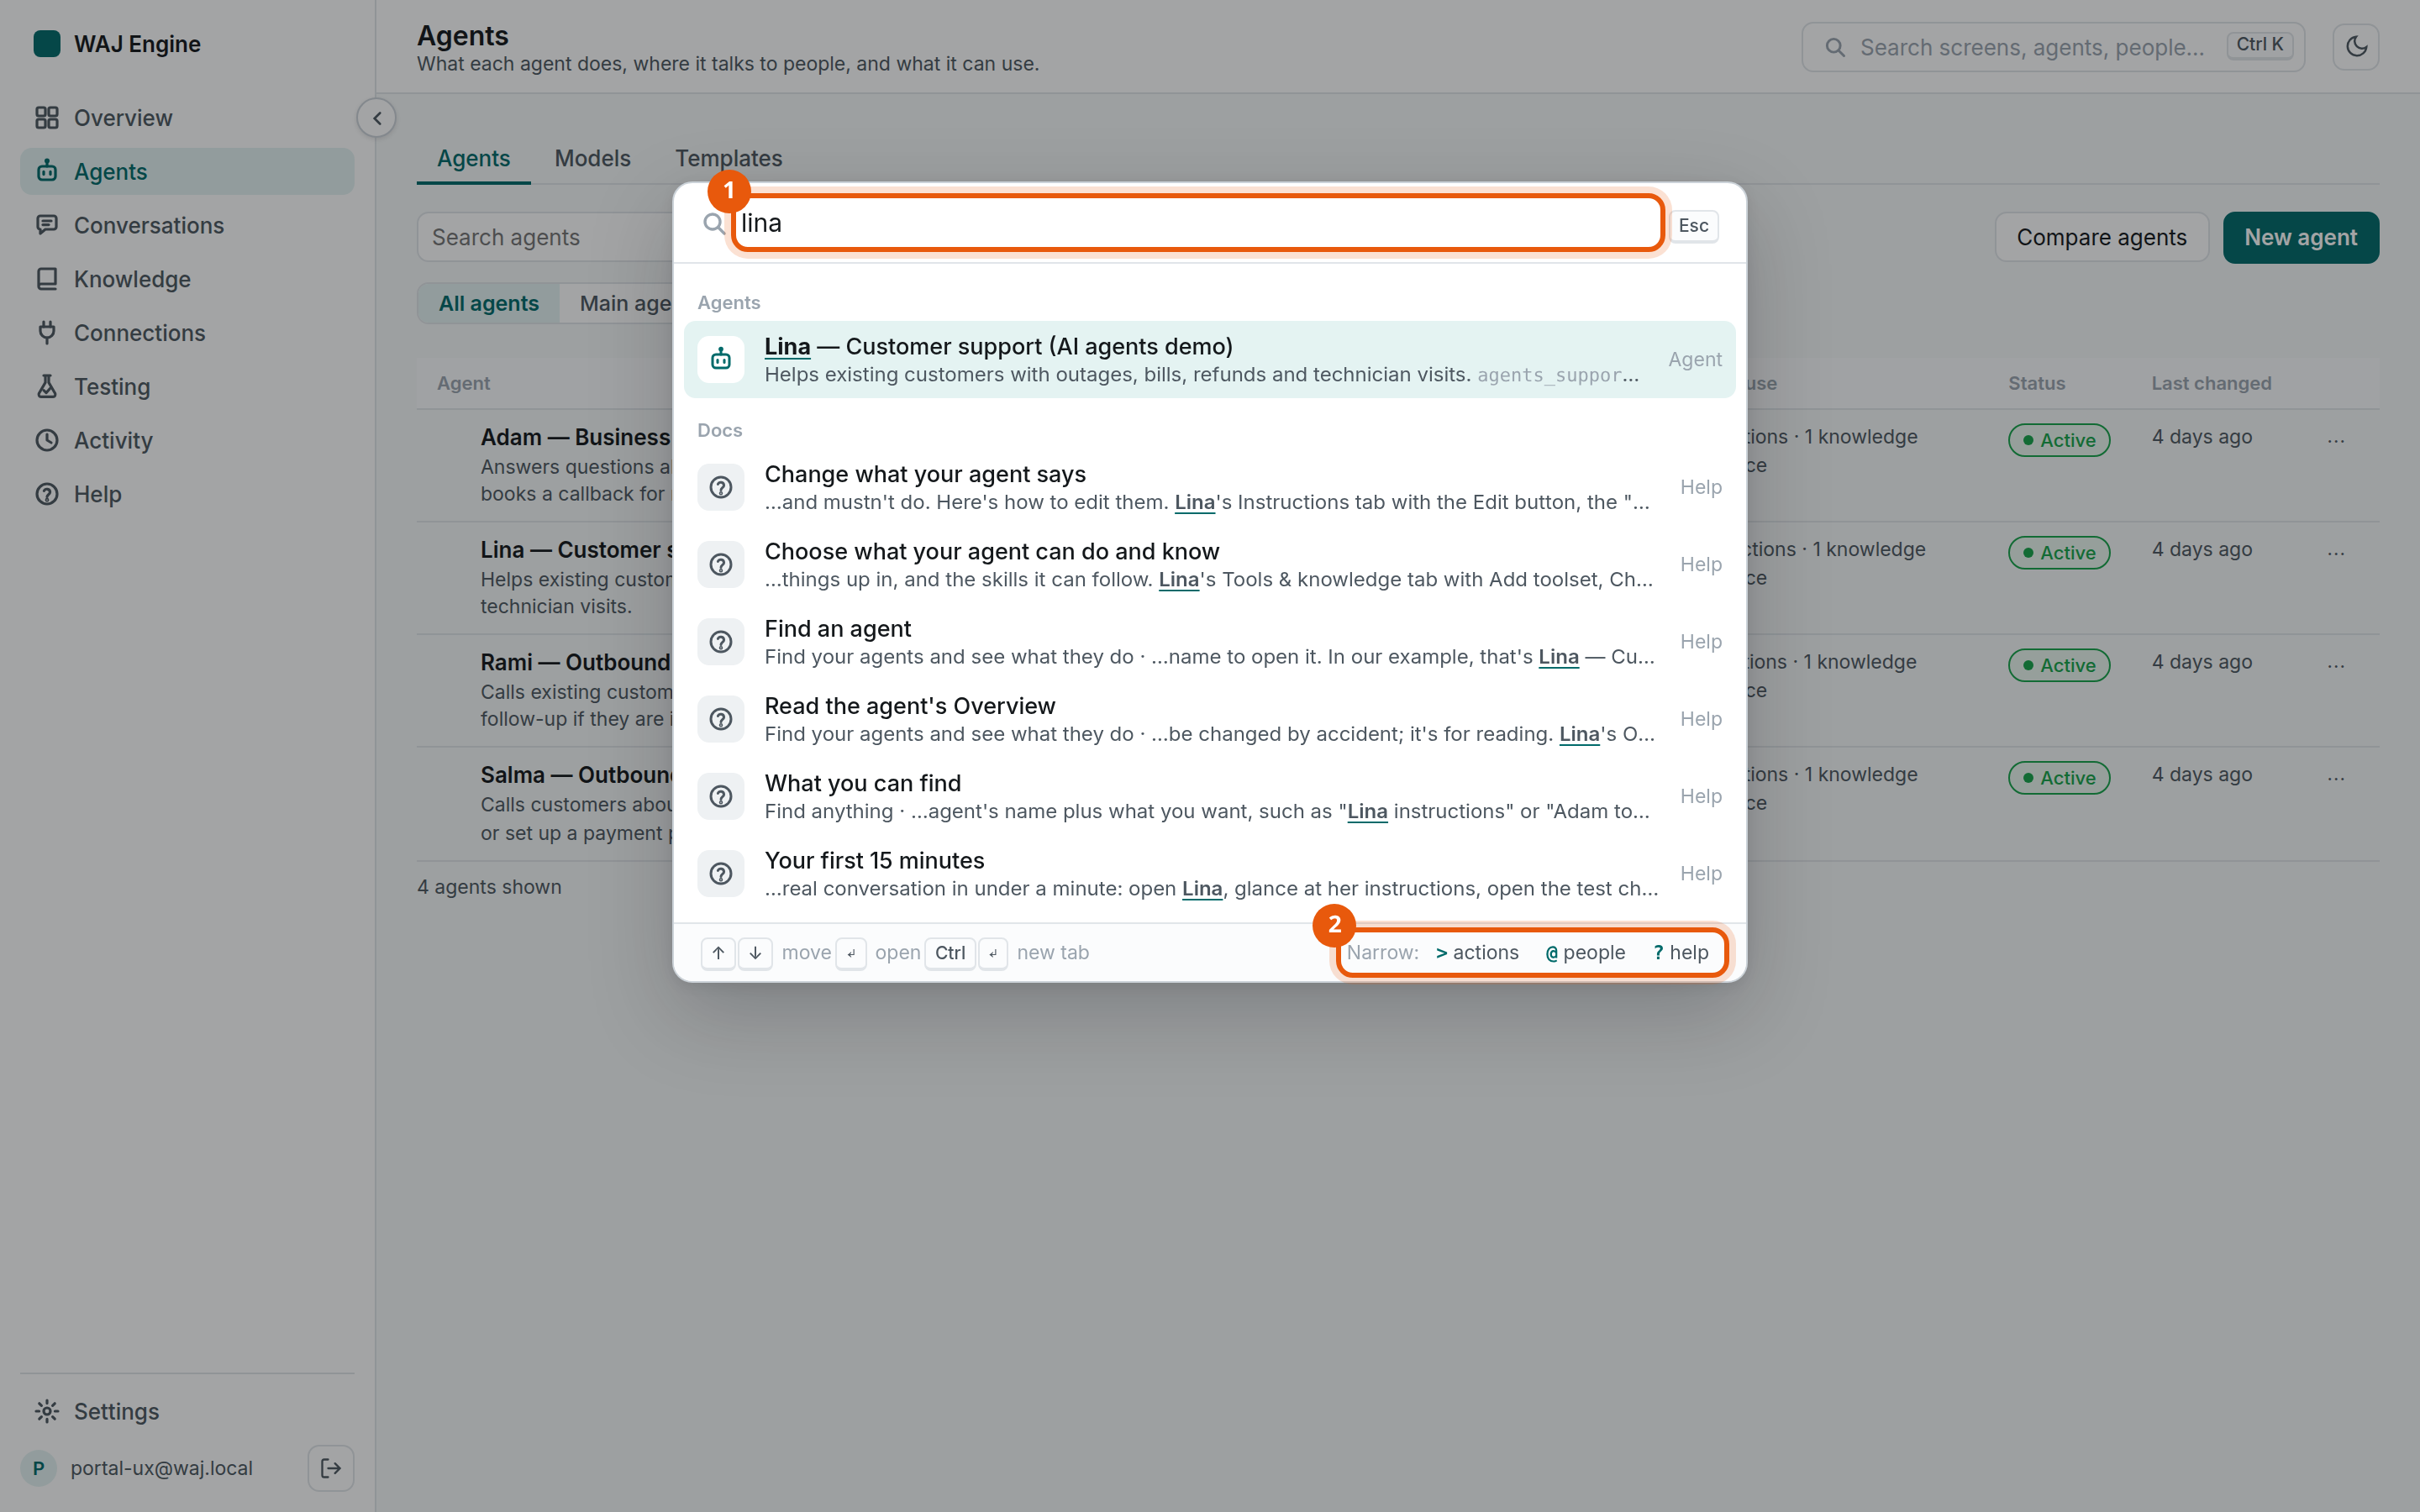 WAJ Engine
Overview
Agents
Conversations
Knowledge
Connections
Testing
Activity
Help
Settings
P portal-ux@waj.local
Agents
What each agent does, where it talks to people, and what it can use.
Search screens, agents, people... Ctrl K
Agents Models Templates
Search agents
Compare agents New agent
All agents Main age
Agent use Status Last changed
Adam — Business
Answers questions a
books a callback for
tions · 1 knowledge
ce
Active 4 days ago ...
Lina — Customer s
Helps existing custor
technician visits.
ctions · 1 knowledge
ce
Active 4 days ago ...
Rami — Outbound
Calls existing custom
follow-up if they are i
tions · 1 knowledge
ce
Active 4 days ago ...
Salma — Outboun
Calls customers abou
or set up a payment p
tions · 1 knowledge
ce
Active 4 days ago ...
4 agents shown
1
lina Esc
Agents
Lina — Customer support (AI agents demo)
Helps existing customers with outages, bills, refunds and technician visits. agents_suppor...
Agent
Docs
Change what your agent says
...and mustn't do. Here's how to edit them. Lina's Instructions tab with the Edit button, the "...
Help
Choose what your agent can do and know
...things up in, and the skills it can follow. Lina's Tools & knowledge tab with Add toolset, Ch...
Help
Find an agent
Find your agents and see what they do · ...name to open it. In our example, that's Lina — Cu...
Help
Read the agent's Overview
Find your agents and see what they do · ...be changed by accident; it's for reading. Lina's O...
Help
What you can find
Find anything · ...agent's name plus what you want, such as "Lina instructions" or "Adam to...
Help
Your first 15 minutes
...real conversation in under a minute: open Lina, glance at her instructions, open the test ch...
Help
2
↑ ↓ move ↵ open Ctrl ↵ new tab
Narrow: > actions @ people ? help